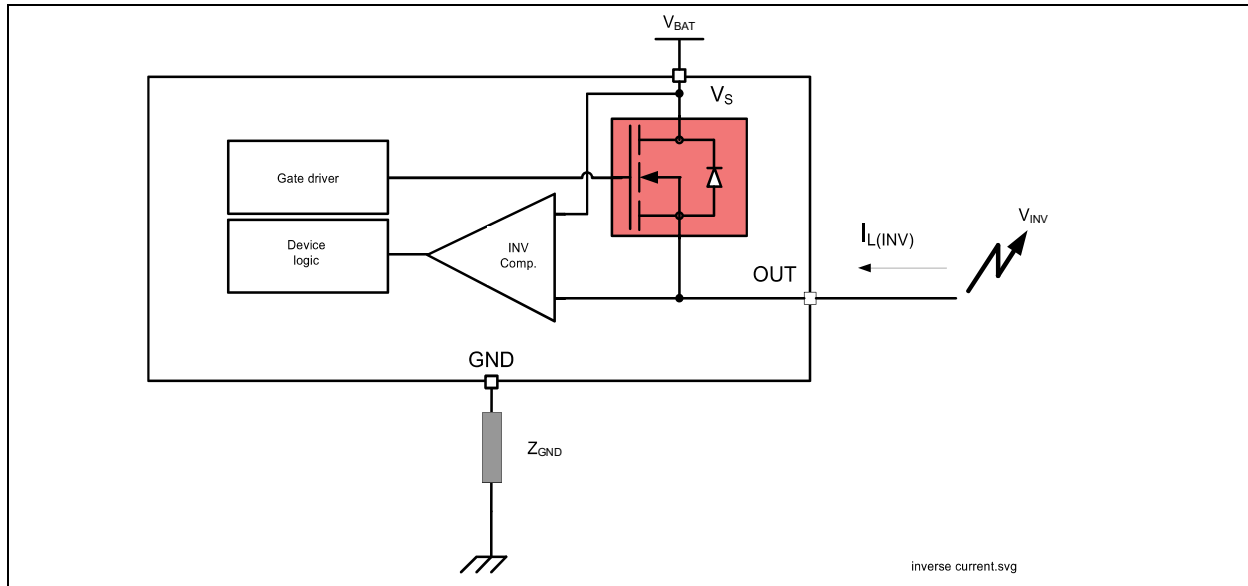 VBAT
VS
Gate driver
Device
logic
INV
Comp.
IL(INV)
VINV
OUT
GND
ZGND
inverse current.svg